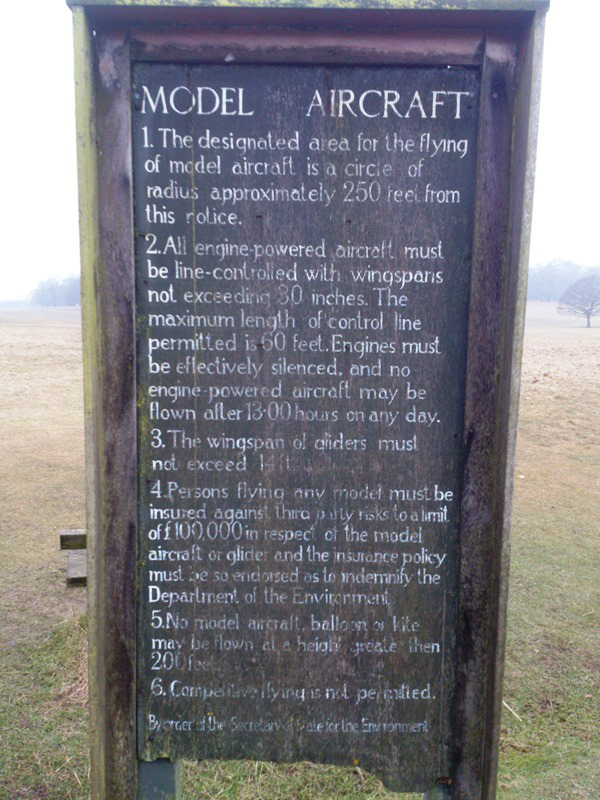 MODEL AIRCRAFT
1. The designated area for the flying
of model aircraft is a circle of
radius approximately 250 feet from
this notice.
2. All engine-powered aircraft must
be line-controlled with wingspans
not exceeding 30 inches. The
maximum length of control line
permitted is 60 feet. Engines must
be effectively silenced, and no
engine-powered aircraft may be
flown after 13·00 hours on any day.
3. The wingspan of gliders must
not exceed 14ft
4. Persons flying any model must be
insured against third party risks to a limit
of £100,000 in respect of the model
aircraft or glider and the insurance policy
must be so endorsed as to indemnify the
Department of the Environment
5. No model aircraft, balloon or kite
may be flown at a height greater then
200 feet
6. Competitive flying is not permitted.
By order of the Secretary of State for the Environment